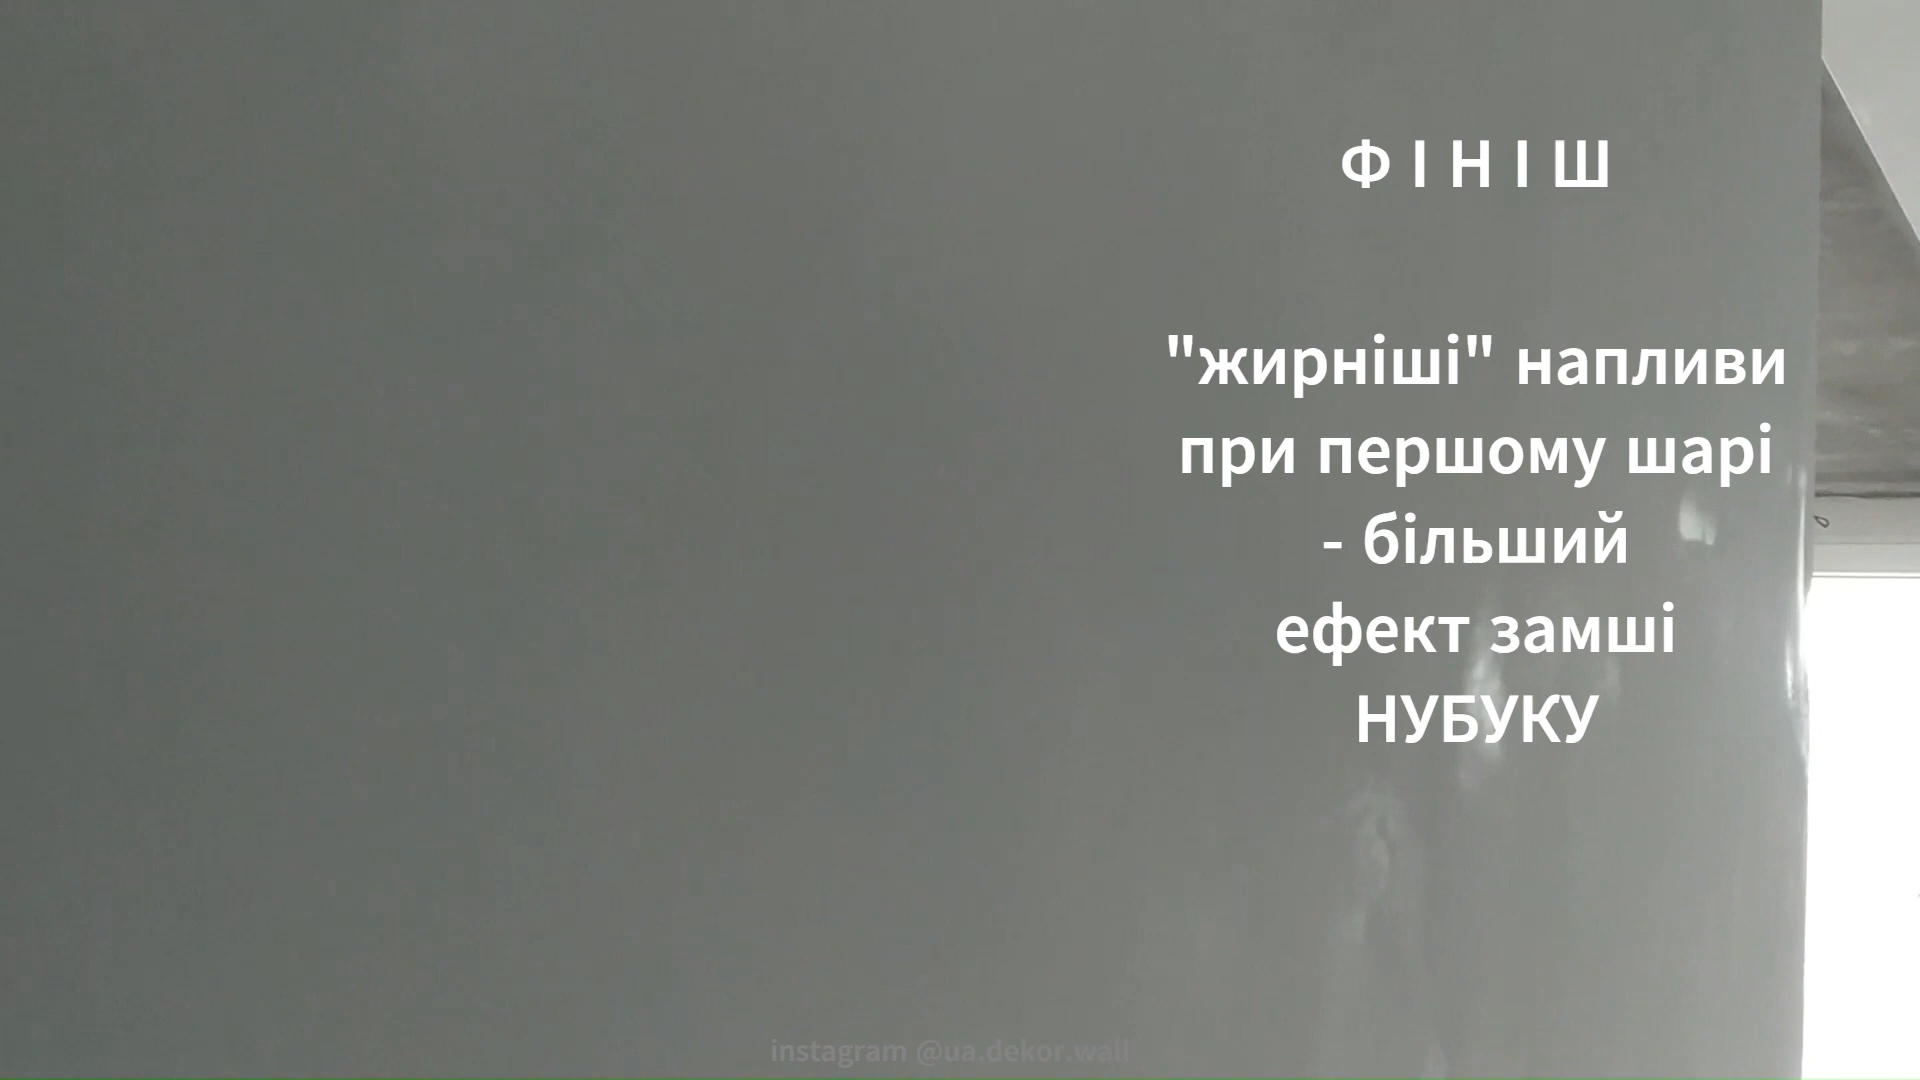 Ф І Н І Ш
"жирніші" напливи
при першому шарі
- більший
ефект замші
НУБУКУ
instagram @ua.dekor.wall